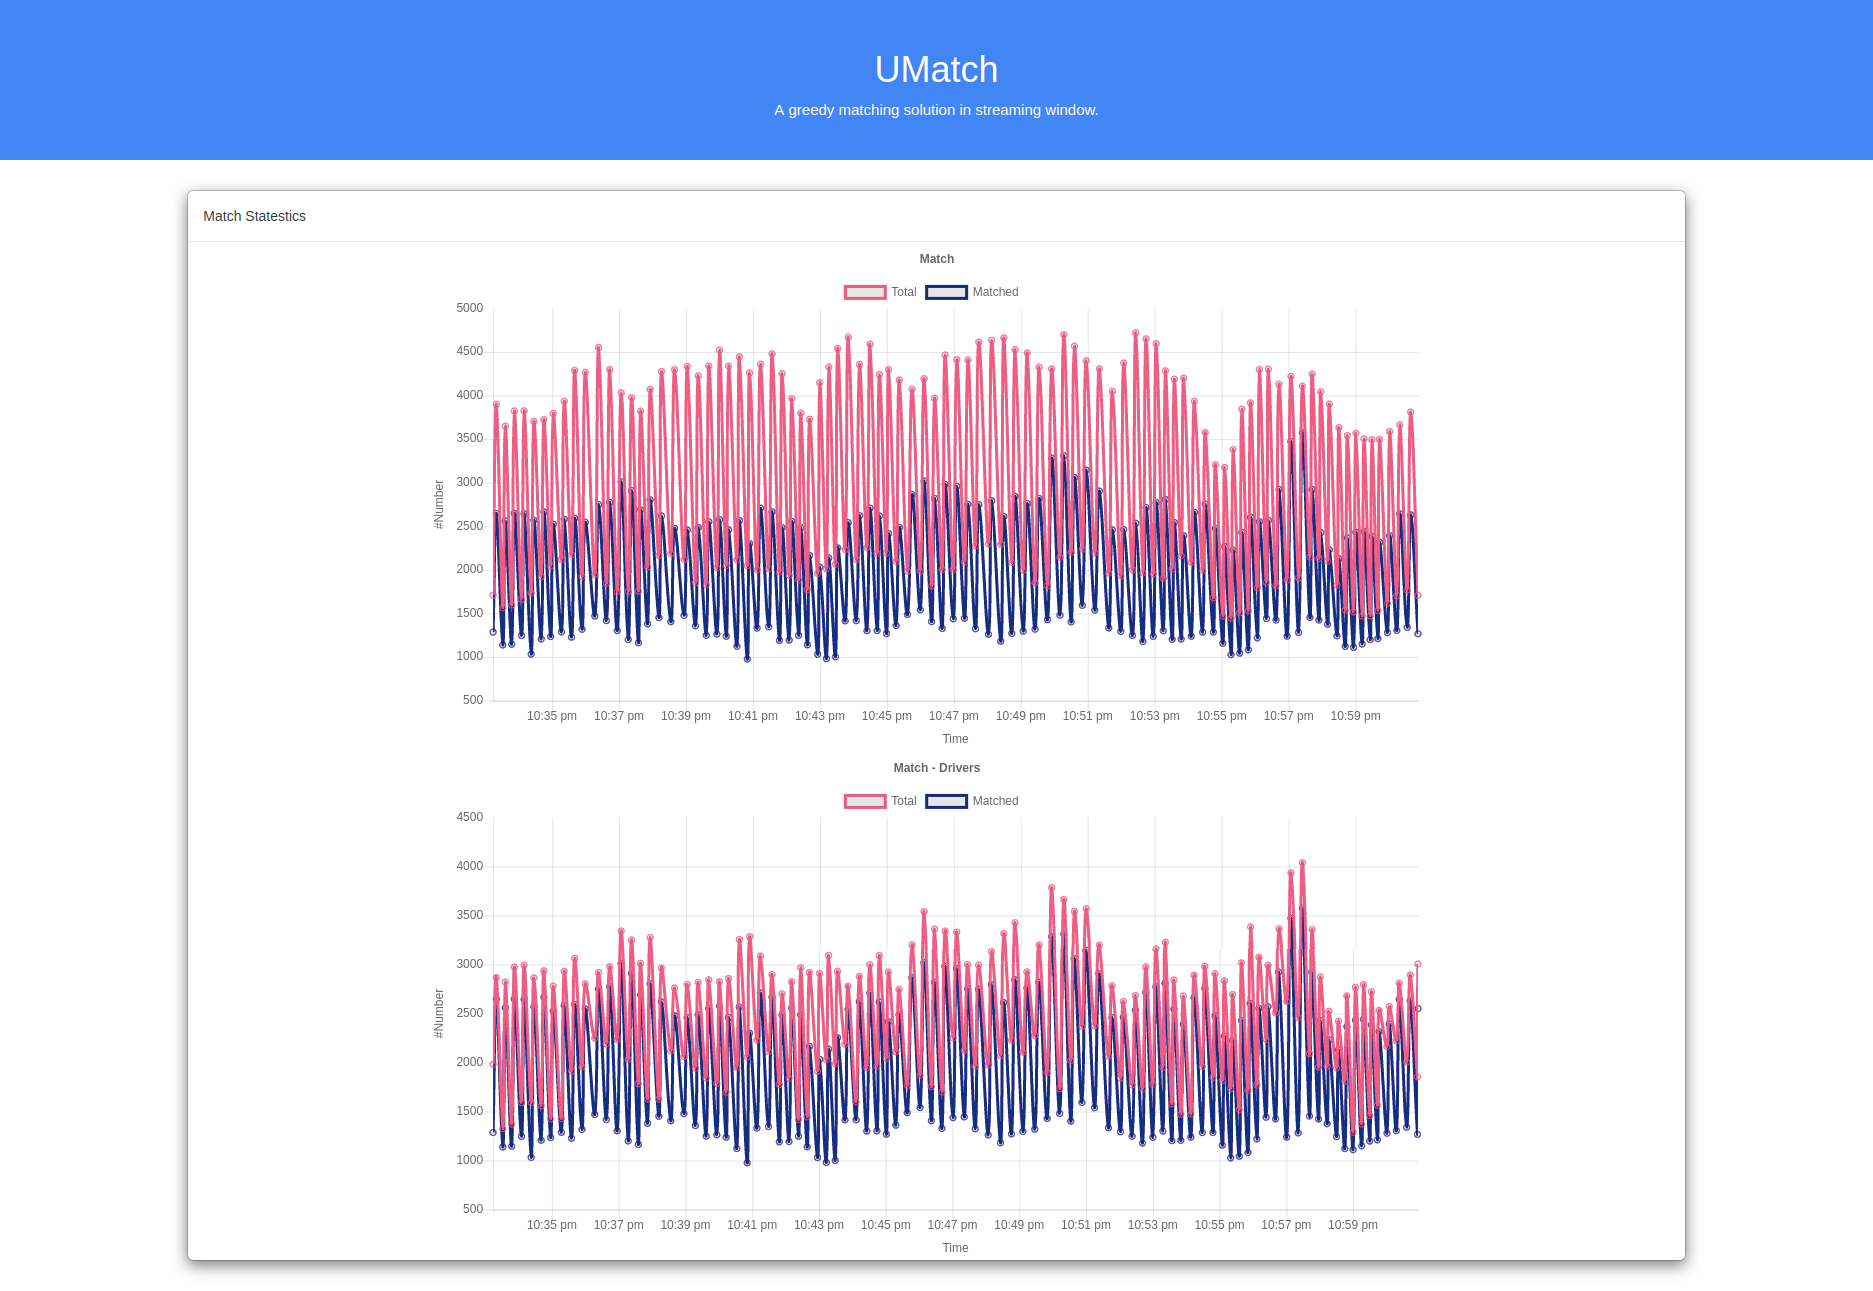 UMatch
A greedy matching solution in streaming window.
Match Statestics
Match
Total Matched
5000
4500
4000
3500
3000
2500
2000
1500
1000
500
#Number
10:35 pm 10:37 pm 10:39 pm 10:41 pm 10:43 pm 10:45 pm 10:47 pm 10:49 pm 10:51 pm 10:53 pm 10:55 pm 10:57 pm 10:59 pm
Time
Match - Drivers
Total Matched
4500
4000
3500
3000
2500
2000
1500
1000
500
#Number
10:35 pm 10:37 pm 10:39 pm 10:41 pm 10:43 pm 10:45 pm 10:47 pm 10:49 pm 10:51 pm 10:53 pm 10:55 pm 10:57 pm 10:59 pm
Time